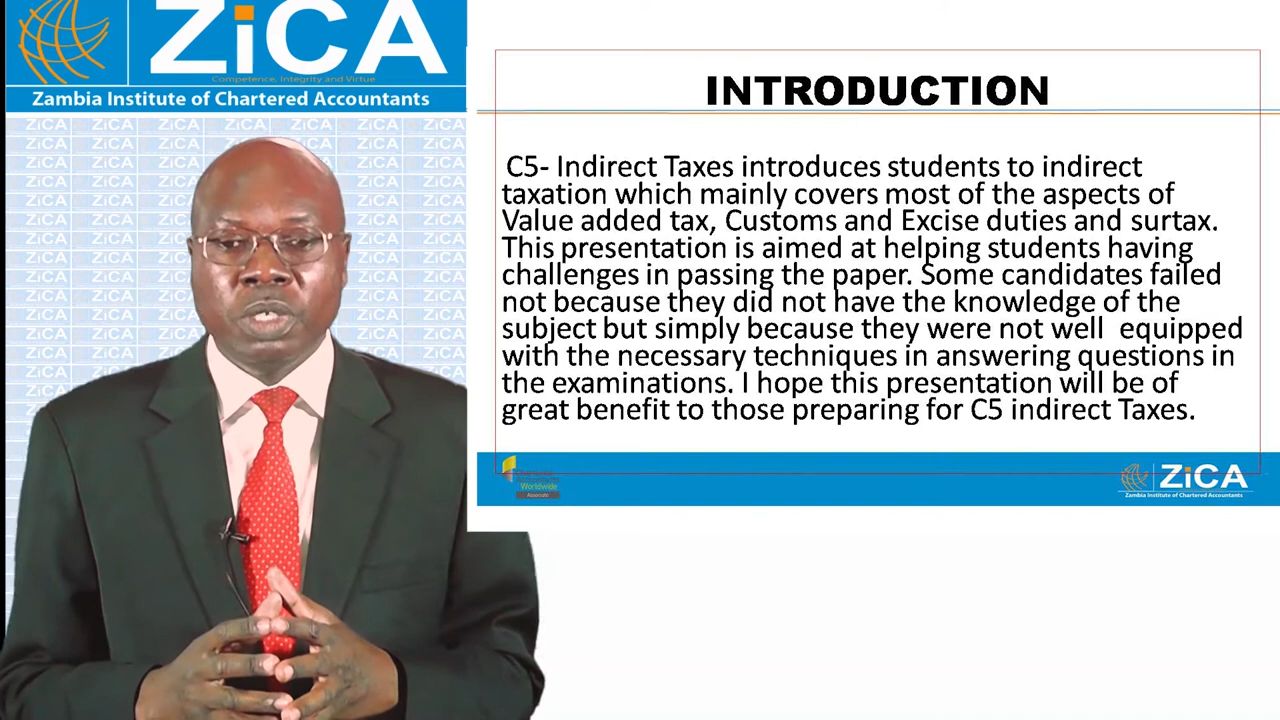 ZiCA
Competence, Integrity and Virtue
Zambia Institute of Chartered Accountants
INTRODUCTION
C5- Indirect Taxes introduces students to indirect
taxation which mainly covers most of the aspects of
Value added tax, Customs and Excise duties and surtax.
This presentation is aimed at helping students having
challenges in passing the paper. Some candidates failed
not because they did not have the knowledge of the
subject but simply because they were not well  equipped
with the necessary techniques in answering questions in
the examinations. I hope this presentation will be of
great benefit to those preparing for C5 indirect Taxes.
Chartered
Accountants
Worldwide
Associate
ZiCA
Zambia Institute of Chartered Accountants